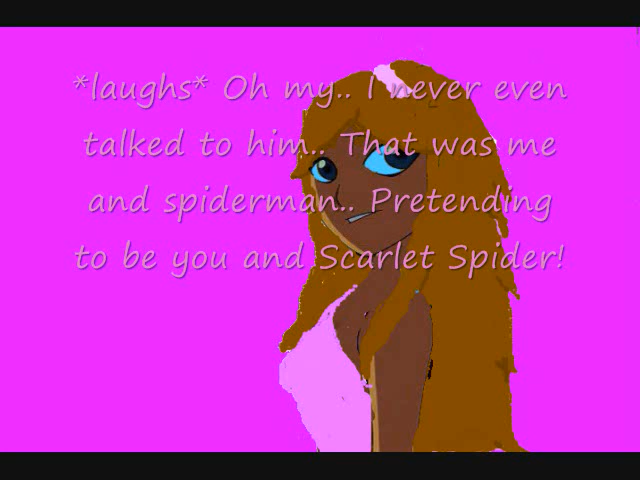 *laughs* Oh my.. I never even
talked to him.. That was me
and spiderman.. Pretending
to be you and Scarlet Spider!